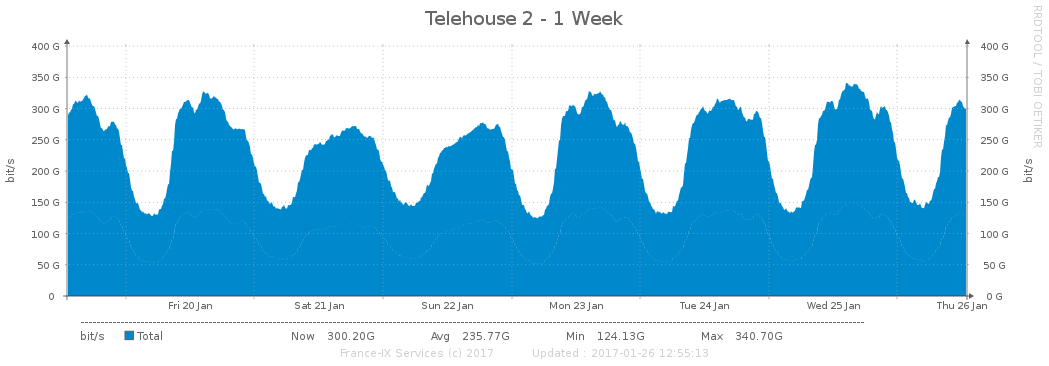 Telehouse 2 - 1 Week
RRDTOOL / TOBI OETIKER
400 G 400 G
350 G 350 G
300 G 300 G
250 G 250 G
200 G 200 G
150 G 150 G
100 G 100 G
50 G 50 G
0 0 G
bit/s bit/s
Fri 20 Jan Sat 21 Jan Sun 22 Jan Mon 23 Jan Tue 24 Jan Wed 25 Jan Thu 26 Jan
bit/s Total Now 300.20G Avg 235.77G Min 124.13G Max 340.70G
France-IX Services (c) 2017 Updated : 2017-01-26 12:55:13